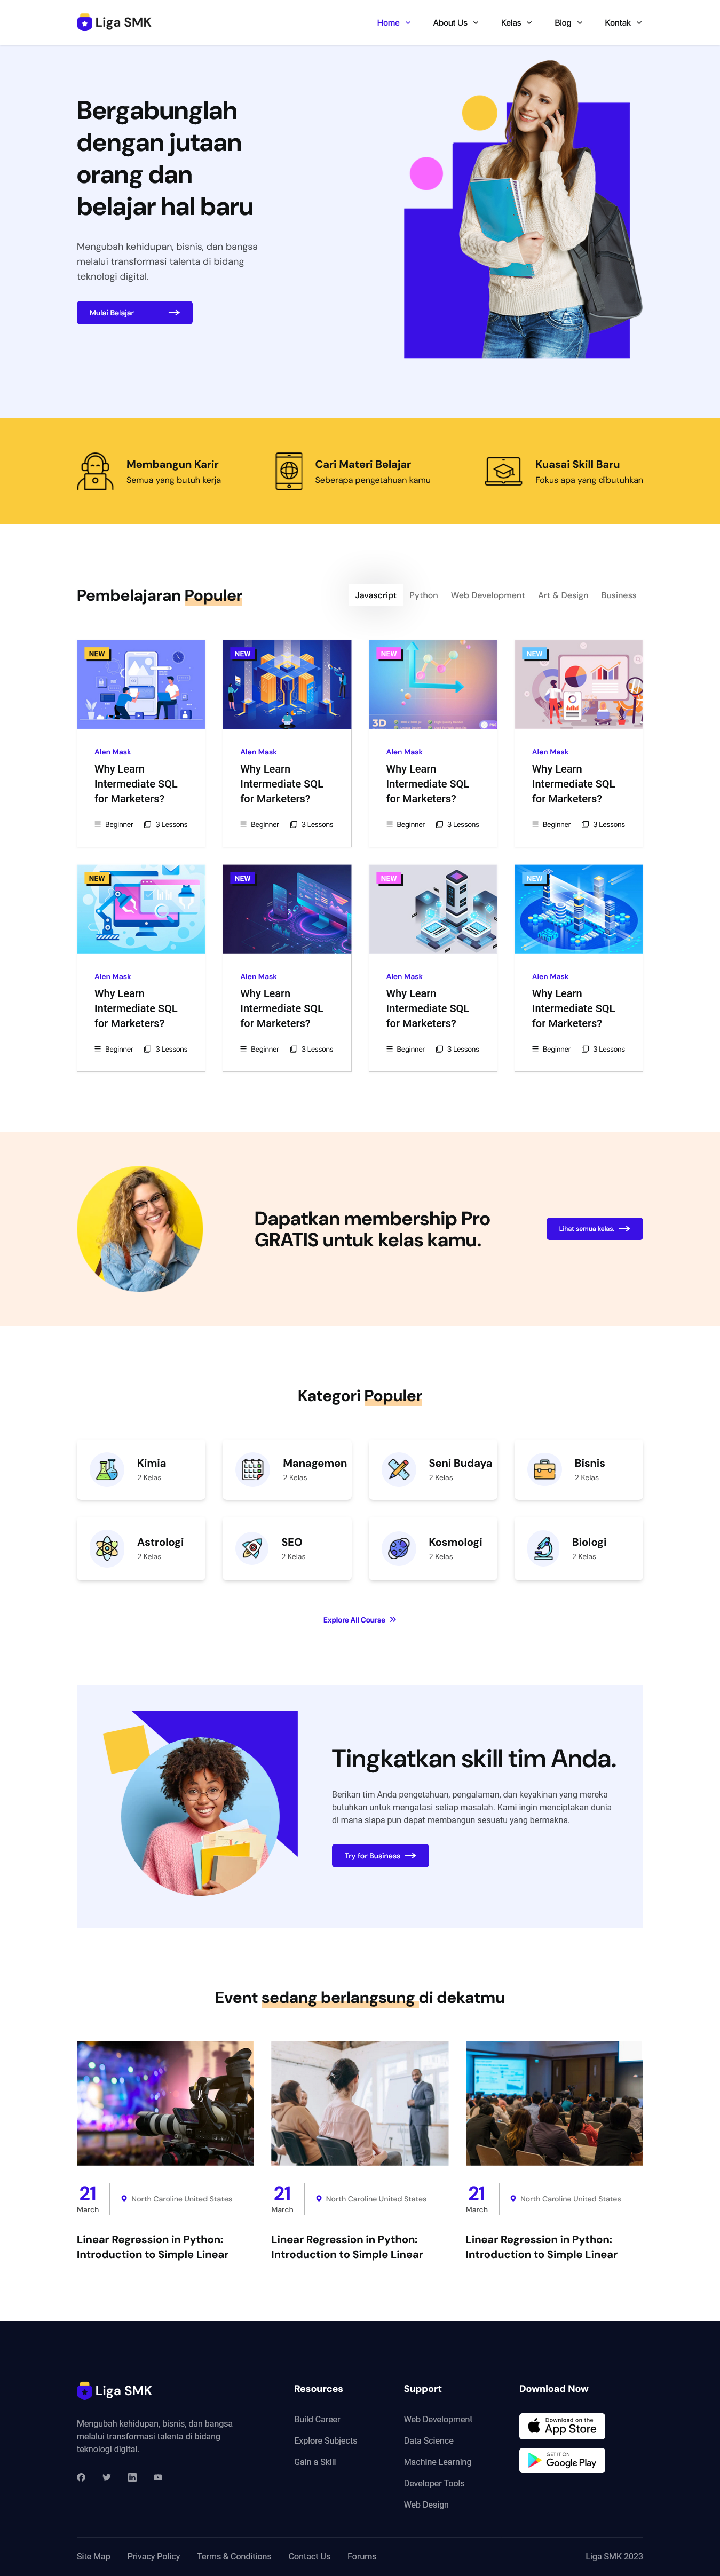 Liga SMK
Home
About Us
Kelas
Blog
Kontak
Bergabunglah
dengan jutaan
orang dan
belajar hal baru
Mengubah kehidupan, bisnis, dan bangsa
melalui transformasi talenta di bidang
teknologi digital.
Mulai Belajar
Membangun Karir
Semua yang butuh kerja
Cari Materi Belajar
Seberapa pengetahuan kamu
Kuasai Skill Baru
Fokus apa yang dibutuhkan
Pembelajaran Populer
Javascript
Python
Web Development
Art & Design
Business
NEW
NEW
NEW
3D
NEW
Alen Mask
Why Learn
Intermediate SQL
for Marketers?
Beginner
3 Lessons
Alen Mask
Why Learn
Intermediate SQL
for Marketers?
Beginner
3 Lessons
Alen Mask
Why Learn
Intermediate SQL
for Marketers?
Beginner
3 Lessons
Alen Mask
Why Learn
Intermediate SQL
for Marketers?
Beginner
3 Lessons
NEW
NEW
NEW
NEW
Alen Mask
Why Learn
Intermediate SQL
for Marketers?
Beginner
3 Lessons
Alen Mask
Why Learn
Intermediate SQL
for Marketers?
Beginner
3 Lessons
Alen Mask
Why Learn
Intermediate SQL
for Marketers?
Beginner
3 Lessons
Alen Mask
Why Learn
Intermediate SQL
for Marketers?
Beginner
3 Lessons
Dapatkan membership Pro
GRATIS untuk kelas kamu.
Lihat semua kelas.
Kategori Populer
Kimia
2 Kelas
Managemen
2 Kelas
Seni Budaya
2 Kelas
Bisnis
2 Kelas
Astrologi
2 Kelas
SEO
2 Kelas
Kosmologi
2 Kelas
Biologi
2 Kelas
Explore All Course
Tingkatkan skill tim Anda.
Berikan tim Anda pengetahuan, pengalaman, dan keyakinan yang mereka
butuhkan untuk mengatasi setiap masalah. Kami ingin menciptakan dunia
di mana siapa pun dapat membangun sesuatu yang bermakna.
Try for Business
Event sedang berlangsung di dekatmu
21
March
North Caroline United States
Linear Regression in Python:
Introduction to Simple Linear
21
March
North Caroline United States
Linear Regression in Python:
Introduction to Simple Linear
21
March
North Caroline United States
Linear Regression in Python:
Introduction to Simple Linear
Liga SMK
Mengubah kehidupan, bisnis, dan bangsa
melalui transformasi talenta di bidang
teknologi digital.
Resources
Build Career
Explore Subjects
Gain a Skill
Support
Web Development
Data Science
Machine Learning
Developer Tools
Web Design
Download Now
Download on the
App Store
GET IT ON
Google Play
Site Map
Privacy Policy
Terms & Conditions
Contact Us
Forums
Liga SMK 2023